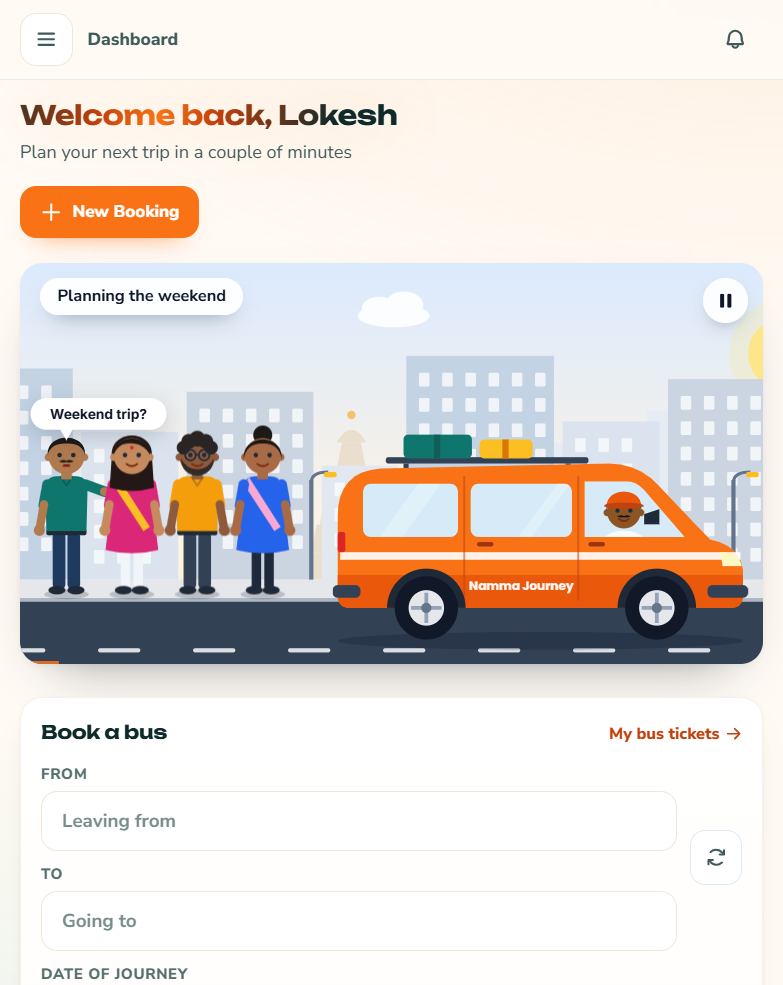 Dashboard
Welcome back, Lokesh
Plan your next trip in a couple of minutes
New Booking
Planning the weekend
Weekend trip?
Namma Journey
Book a bus
My bus tickets →
FROM
Leaving from
TO
Going to
DATE OF JOURNEY